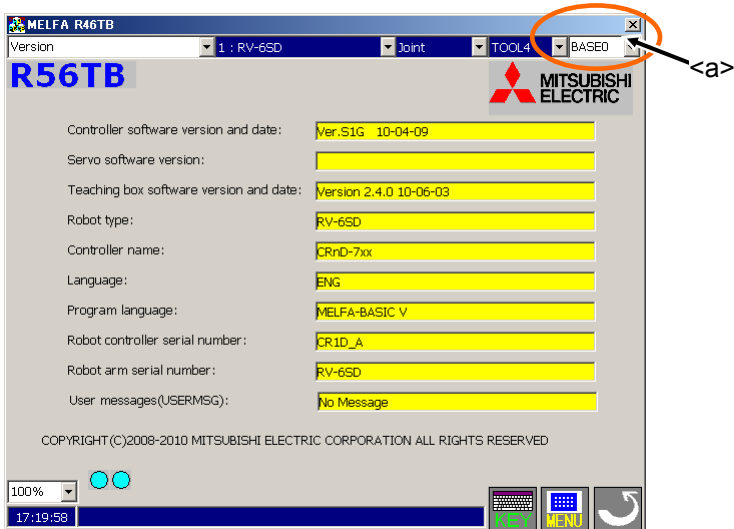 MELFA R46TB
Version 1 : RV-6SD Joint TOOL4 BASE0
<a>
R56TB
MITSUBISHI
ELECTRIC
Controller software version and date: Ver.S1G 10-04-09
Servo software version:
Teaching box software version and date: Version 2.4.0 10-06-03
Robot type: RV-6SD
Controller name: CRnD-7xx
Language: ENG
Program language: MELFA-BASIC V
Robot controller serial number: CR1D_A
Robot arm serial number: RV-6SD
User messages(USERMSG): No Message
COPYRIGHT(C)2008-2010 MITSUBISHI ELECTRIC CORPORATION ALL RIGHTS RESERVED
100%
17:19:58
KEY MENU